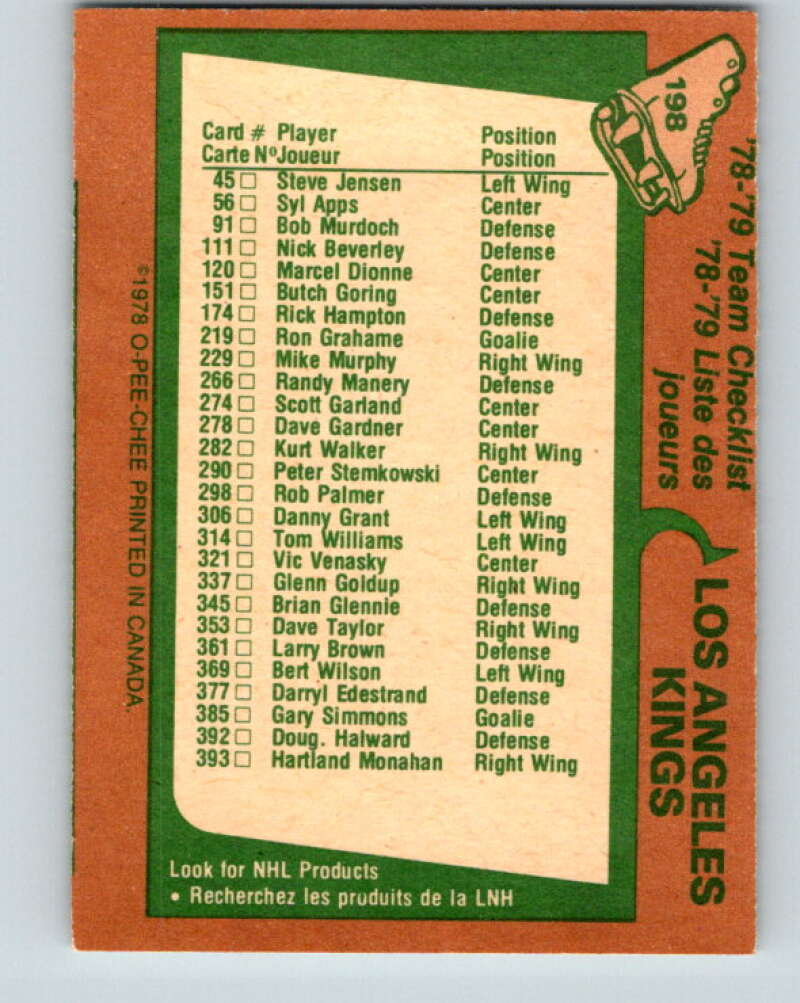 198
'78-'79 Team Checklist
'78-'79 Liste des
joueurs
LOS ANGELES
KINGS
Card # Player Position
Carte Nº Joueur Position
45 □ Steve Jensen Left Wing
56 □ Syl Apps Center
91 □ Bob Murdoch Defense
111 □ Nick Beverley Defense
120 □ Marcel Dionne Center
151 □ Butch Goring Center
174 □ Rick Hampton Defense
219 □ Ron Grahame Goalie
229 □ Mike Murphy Right Wing
266 □ Randy Manery Defense
274 □ Scott Garland Center
278 □ Dave Gardner Center
282 □ Kurt Walker Right Wing
290 □ Peter Stemkowski Center
298 □ Rob Palmer Defense
306 □ Danny Grant Left Wing
314 □ Tom Williams Left Wing
321 □ Vic Venasky Center
337 □ Glenn Goldup Right Wing
345 □ Brian Glennie Defense
353 □ Dave Taylor Right Wing
361 □ Larry Brown Defense
369 □ Bert Wilson Left Wing
377 □ Darryl Edestrand Defense
385 □ Gary Simmons Goalie
392 □ Doug. Halward Defense
393 □ Hartland Monahan Right Wing
Look for NHL Products
• Recherchez les produits de la LNH
©1978 O-PEE-CHEE PRINTED IN CANADA.